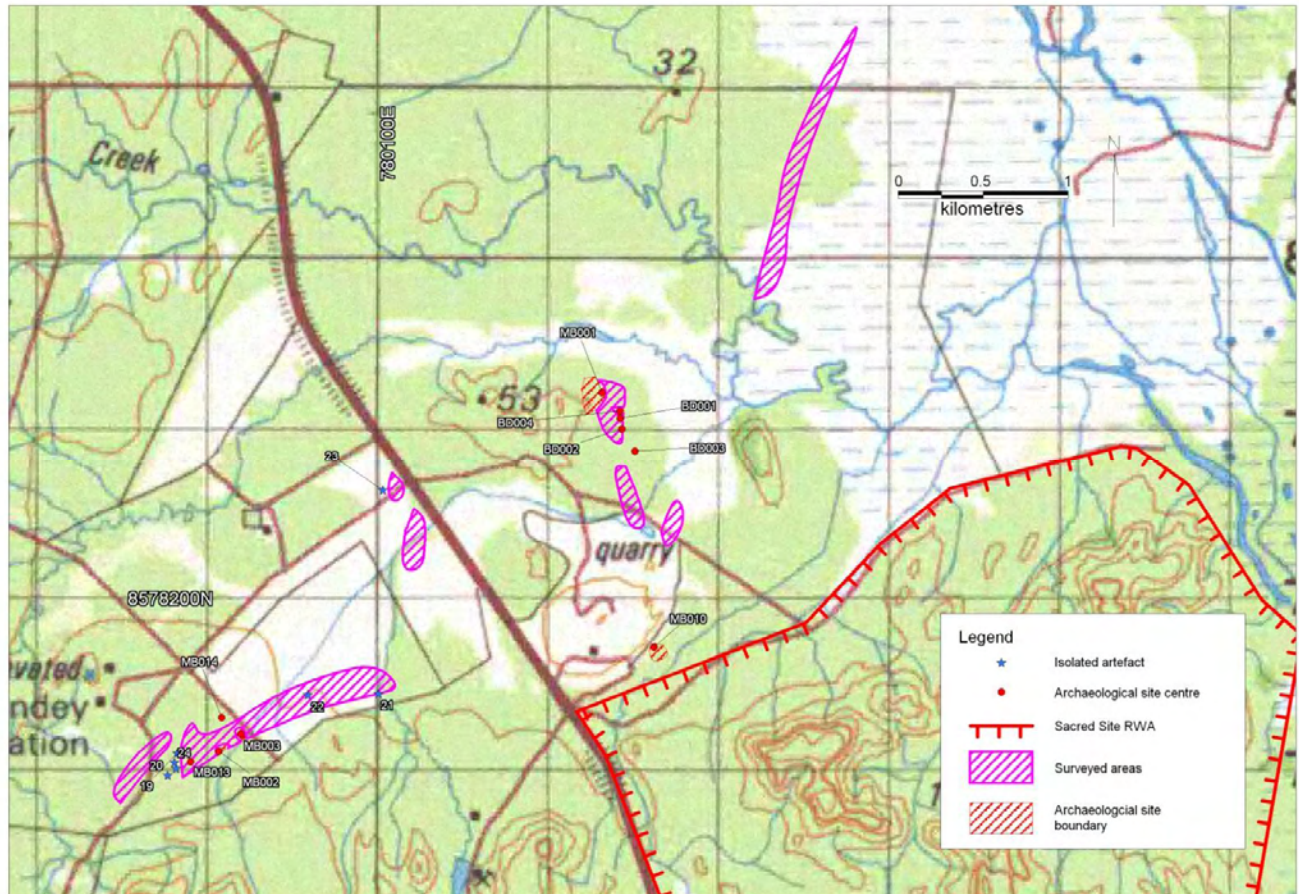 32
780100E
Creek
0 0.5 1
kilometres
MB001
53
BD001
BD004
BD002
BD003
23
quarry
8578200N
MB010
MB014
vated
ndey
ation
22
21
24
MB003
20
MB013
MB002
19
Legend
Isolated artefact
Archaeological site centre
Sacred Site RWA
Surveyed areas
Archaeologcial site
boundary